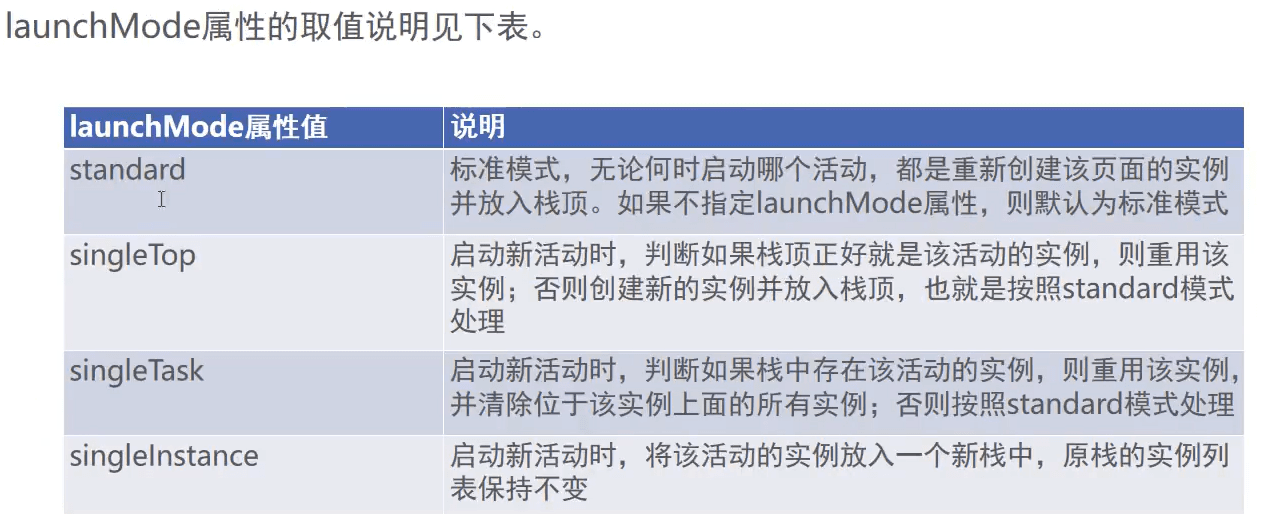 launchMode属性的取值说明见下表。
launchMode属性值
说明
standard
标准模式，无论何时启动哪个活动，都是重新创建该页面的实例
并放入栈顶。如果不指定launchMode属性，则默认为标准模式
singleTop
启动新活动时，判断如果栈顶正好就是该活动的实例，则重用该
实例；否则创建新的实例并放入栈顶，也就是按照standard模式
处理
singleTask
启动新活动时，判断如果栈中存在该活动的实例，则重用该实例，
并清除位于该实例上面的所有实例；否则按照standard模式处理
singleInstance
启动新活动时，将该活动的实例放入一个新栈中，原栈的实例列
表保持不变